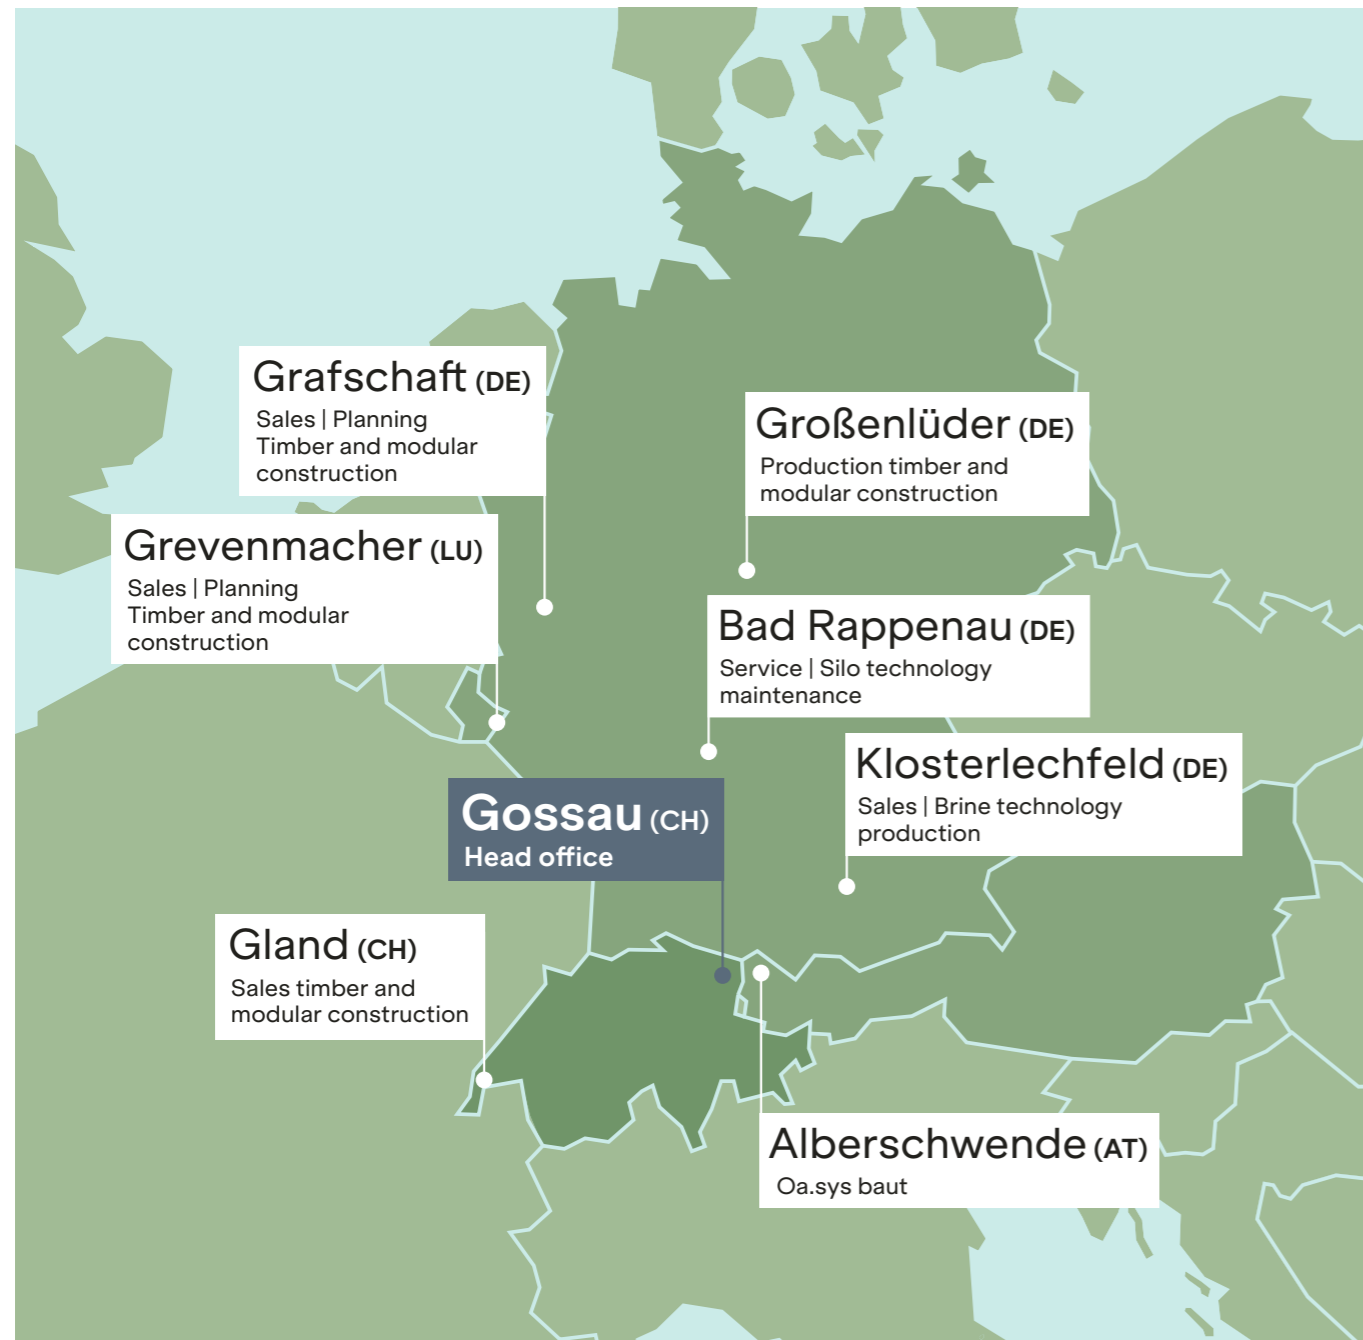 Grafschaft (DE)
Sales | Planning
Timber and modular
construction
Großenlüder (DE)
Production timber and
modular construction
Grevenmacher (LU)
Sales | Planning
Timber and modular
construction
Bad Rappenau (DE)
Service | Silo technology
maintenance
Klosterlechfeld (DE)
Sales | Brine technology
production
Gossau (CH)
Head office
Gland (CH)
Sales timber and
modular construction
Alberschwende (AT)
Oa.sys baut